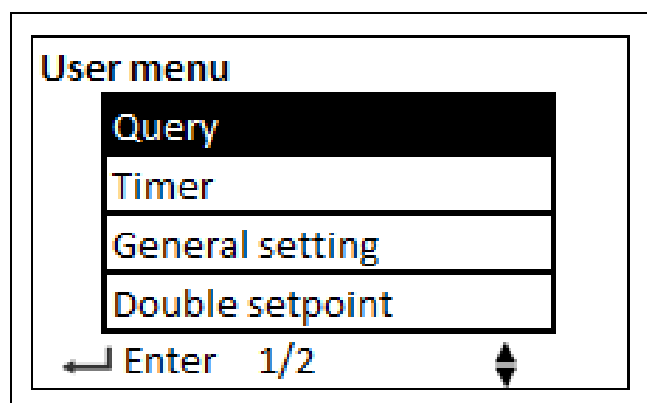 User menu
Query
Timer
General setting
Double setpoint
Enter 1/2